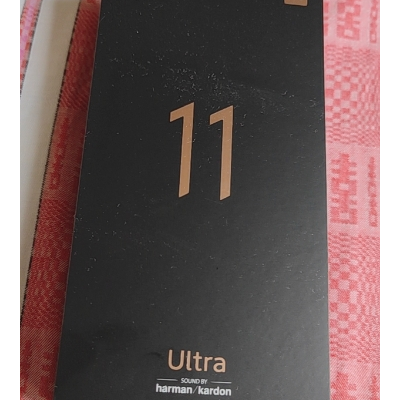 11
Ultra
SOUND BY
harman/kardon